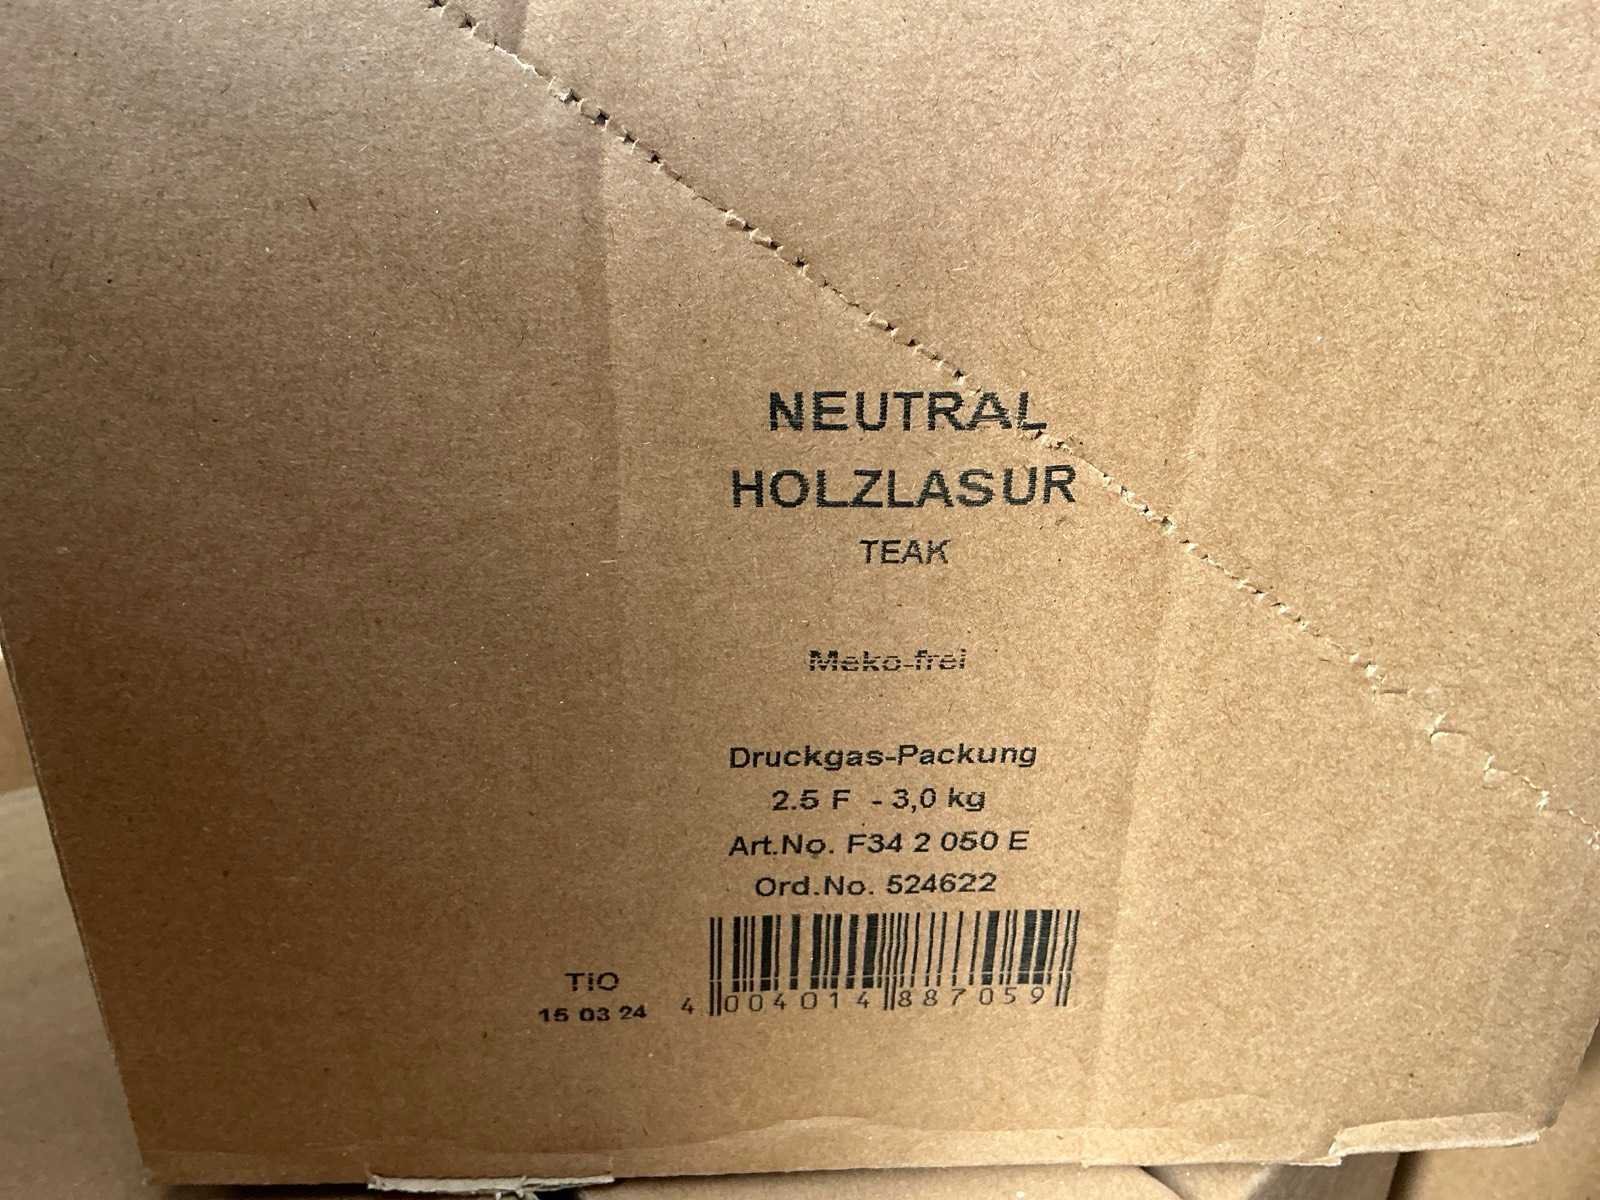 NEUTRAL
HOLZLASUR
TEAK
Meko-frei
Druckgas-Packung
2.5 F - 3,0 kg
Art.No. F34 2 050 E
Ord.No. 524622
TiO
15 03 24
4 004014 887059